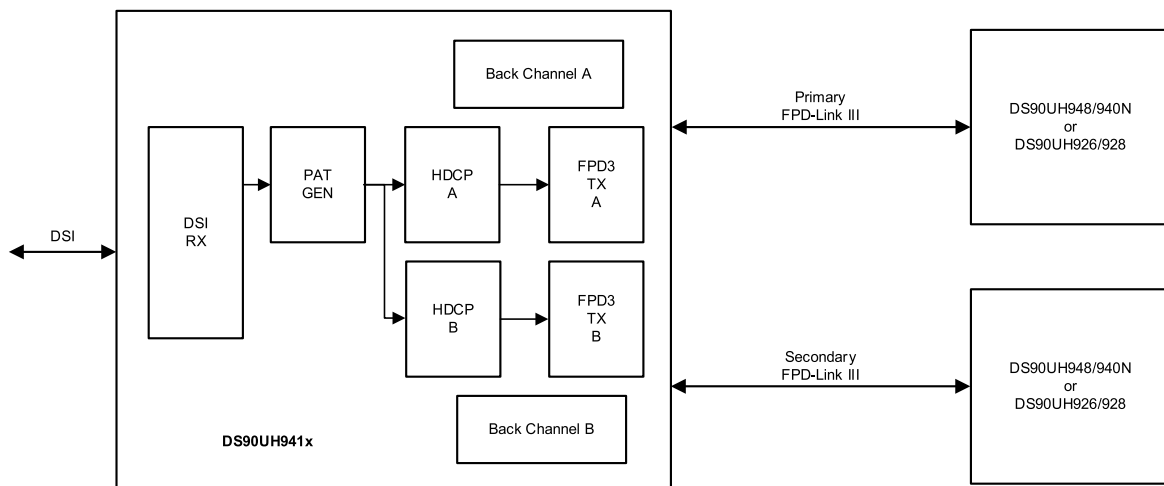 Back Channel A
Primary
FPD-Link III
DS90UH948/940N
or
DS90UH926/928
DSI
DSI
RX
PAT
GEN
HDCP
A
FPD3
TX
A
HDCP
B
FPD3
TX
B
Secondary
FPD-Link III
DS90UH948/940N
or
DS90UH926/928
Back Channel B
DS90UH941x